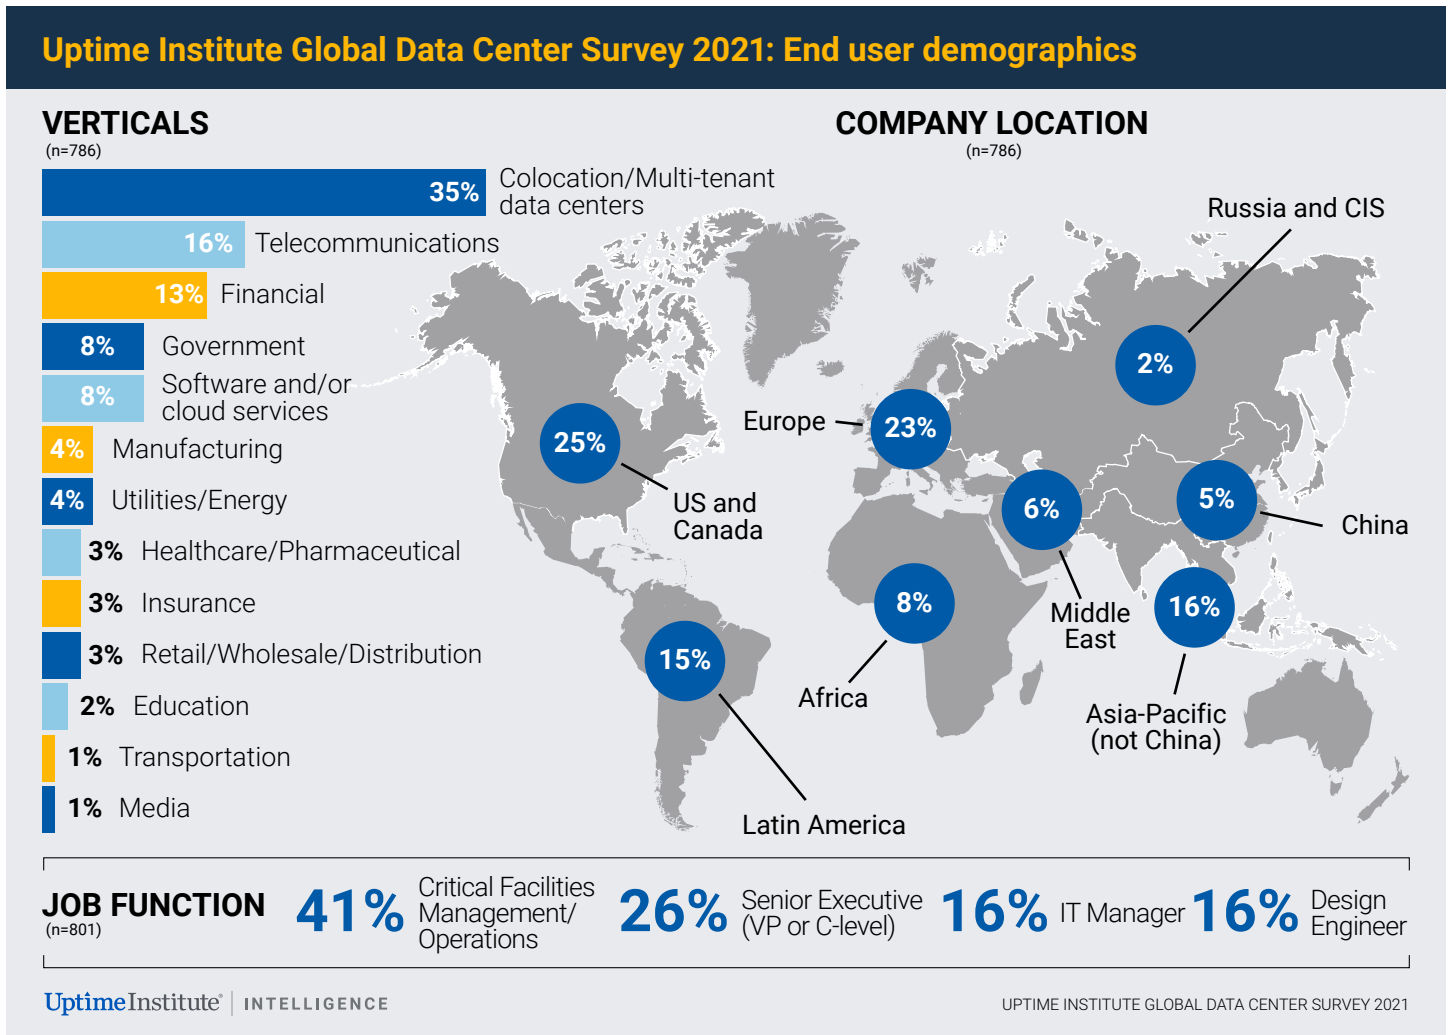 Uptime Institute Global Data Center Survey 2021: End user demographics
VERTICALS
(n=786)
35% Colocation/Multi-tenant
data centers
16% Telecommunications
13% Financial
8% Government
8% Software and/or
cloud services
4% Manufacturing
4% Utilities/Energy
3% Healthcare/Pharmaceutical
3% Insurance
3% Retail/Wholesale/Distribution
2% Education
1% Transportation
1% Media
COMPANY LOCATION
(n=786)
Russia and CIS
2%
Europe
23%
25%
US and
Canada
6%
Middle
East
5%
China
8%
Africa
16%
Asia-Pacific
(not China)
15%
Latin America
JOB FUNCTION
(n=801)
41%
Critical Facilities
Management/
Operations
26%
Senior Executive
(VP or C-level)
16%
IT Manager
16%
Design
Engineer
UptimeInstitute® | INTELLIGENCE
UPTIME INSTITUTE GLOBAL DATA CENTER SURVEY 2021